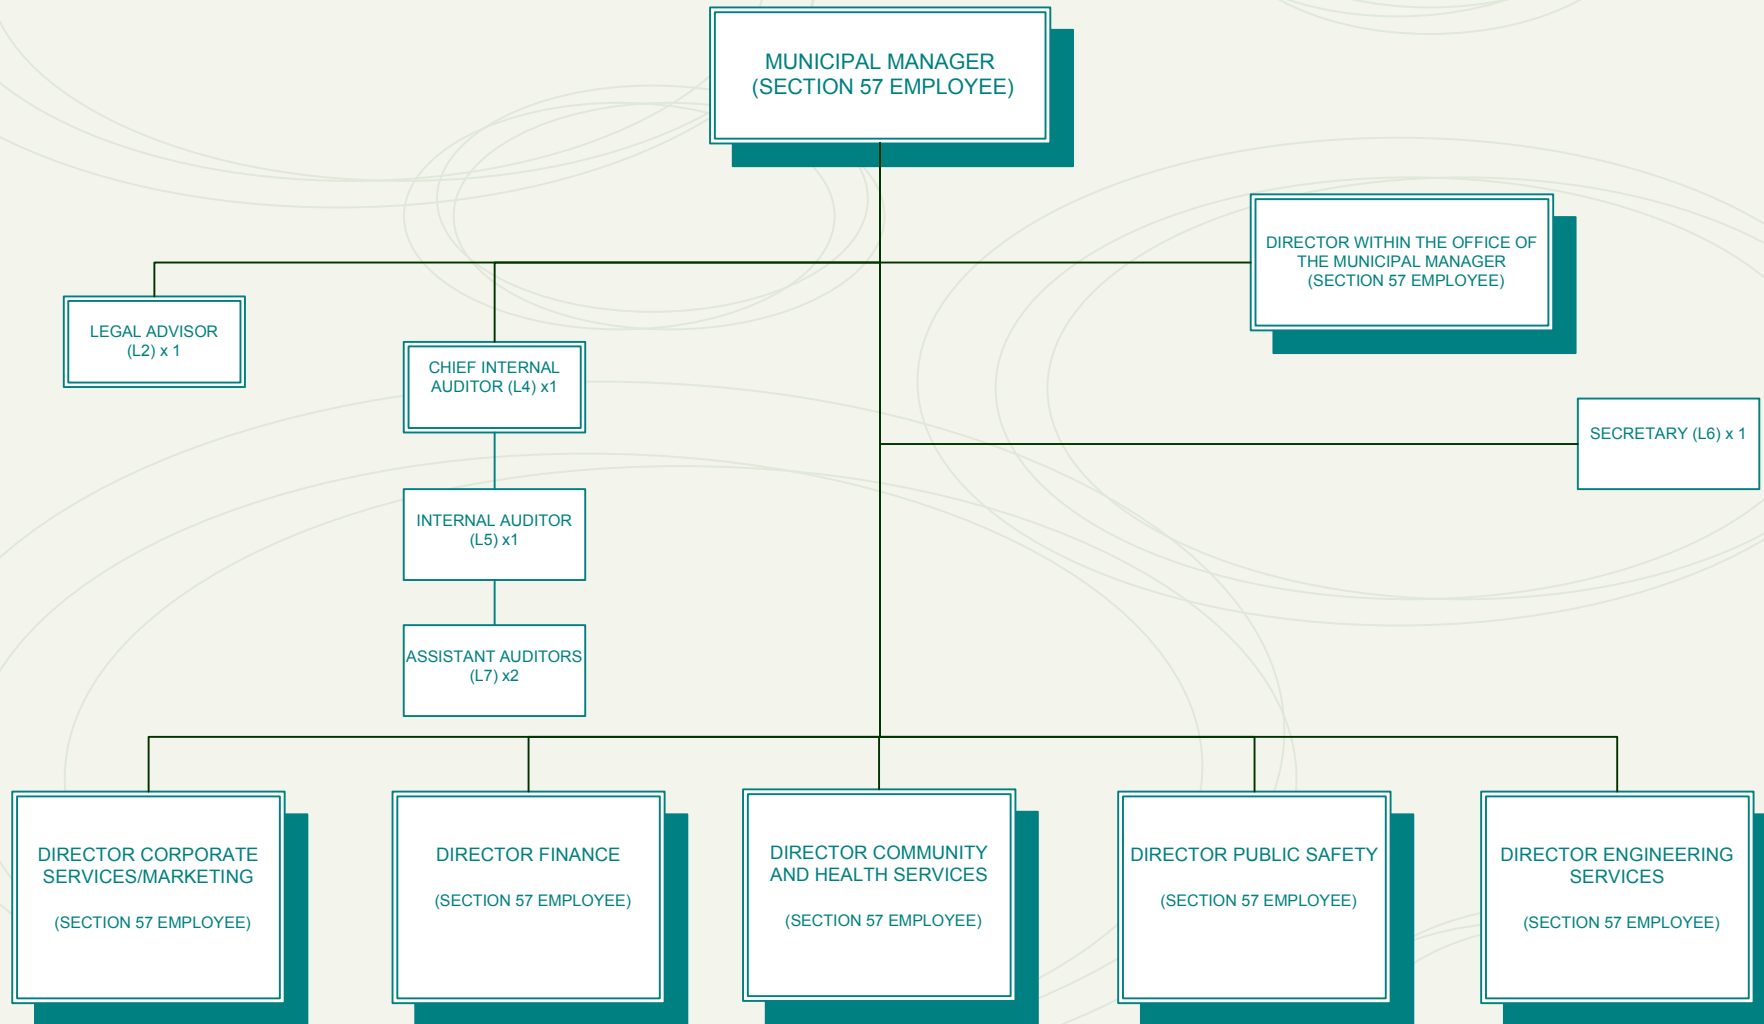 MUNICIPAL MANAGER
(SECTION 57 EMPLOYEE)
DIRECTOR WITHIN THE OFFICE OF
THE MUNICIPAL MANAGER
(SECTION 57 EMPLOYEE)
LEGAL ADVISOR
(L2) x 1
CHIEF INTERNAL
AUDITOR (L4) x1
SECRETARY (L6) x 1
INTERNAL AUDITOR
(L5) x1
ASSISTANT AUDITORS
(L7) x2
DIRECTOR CORPORATE
SERVICES/MARKETING
(SECTION 57 EMPLOYEE)
DIRECTOR FINANCE
(SECTION 57 EMPLOYEE)
DIRECTOR COMMUNITY
AND HEALTH SERVICES
(SECTION 57 EMPLOYEE)
DIRECTOR PUBLIC SAFETY
(SECTION 57 EMPLOYEE)
DIRECTOR ENGINEERING
SERVICES
(SECTION 57 EMPLOYEE)